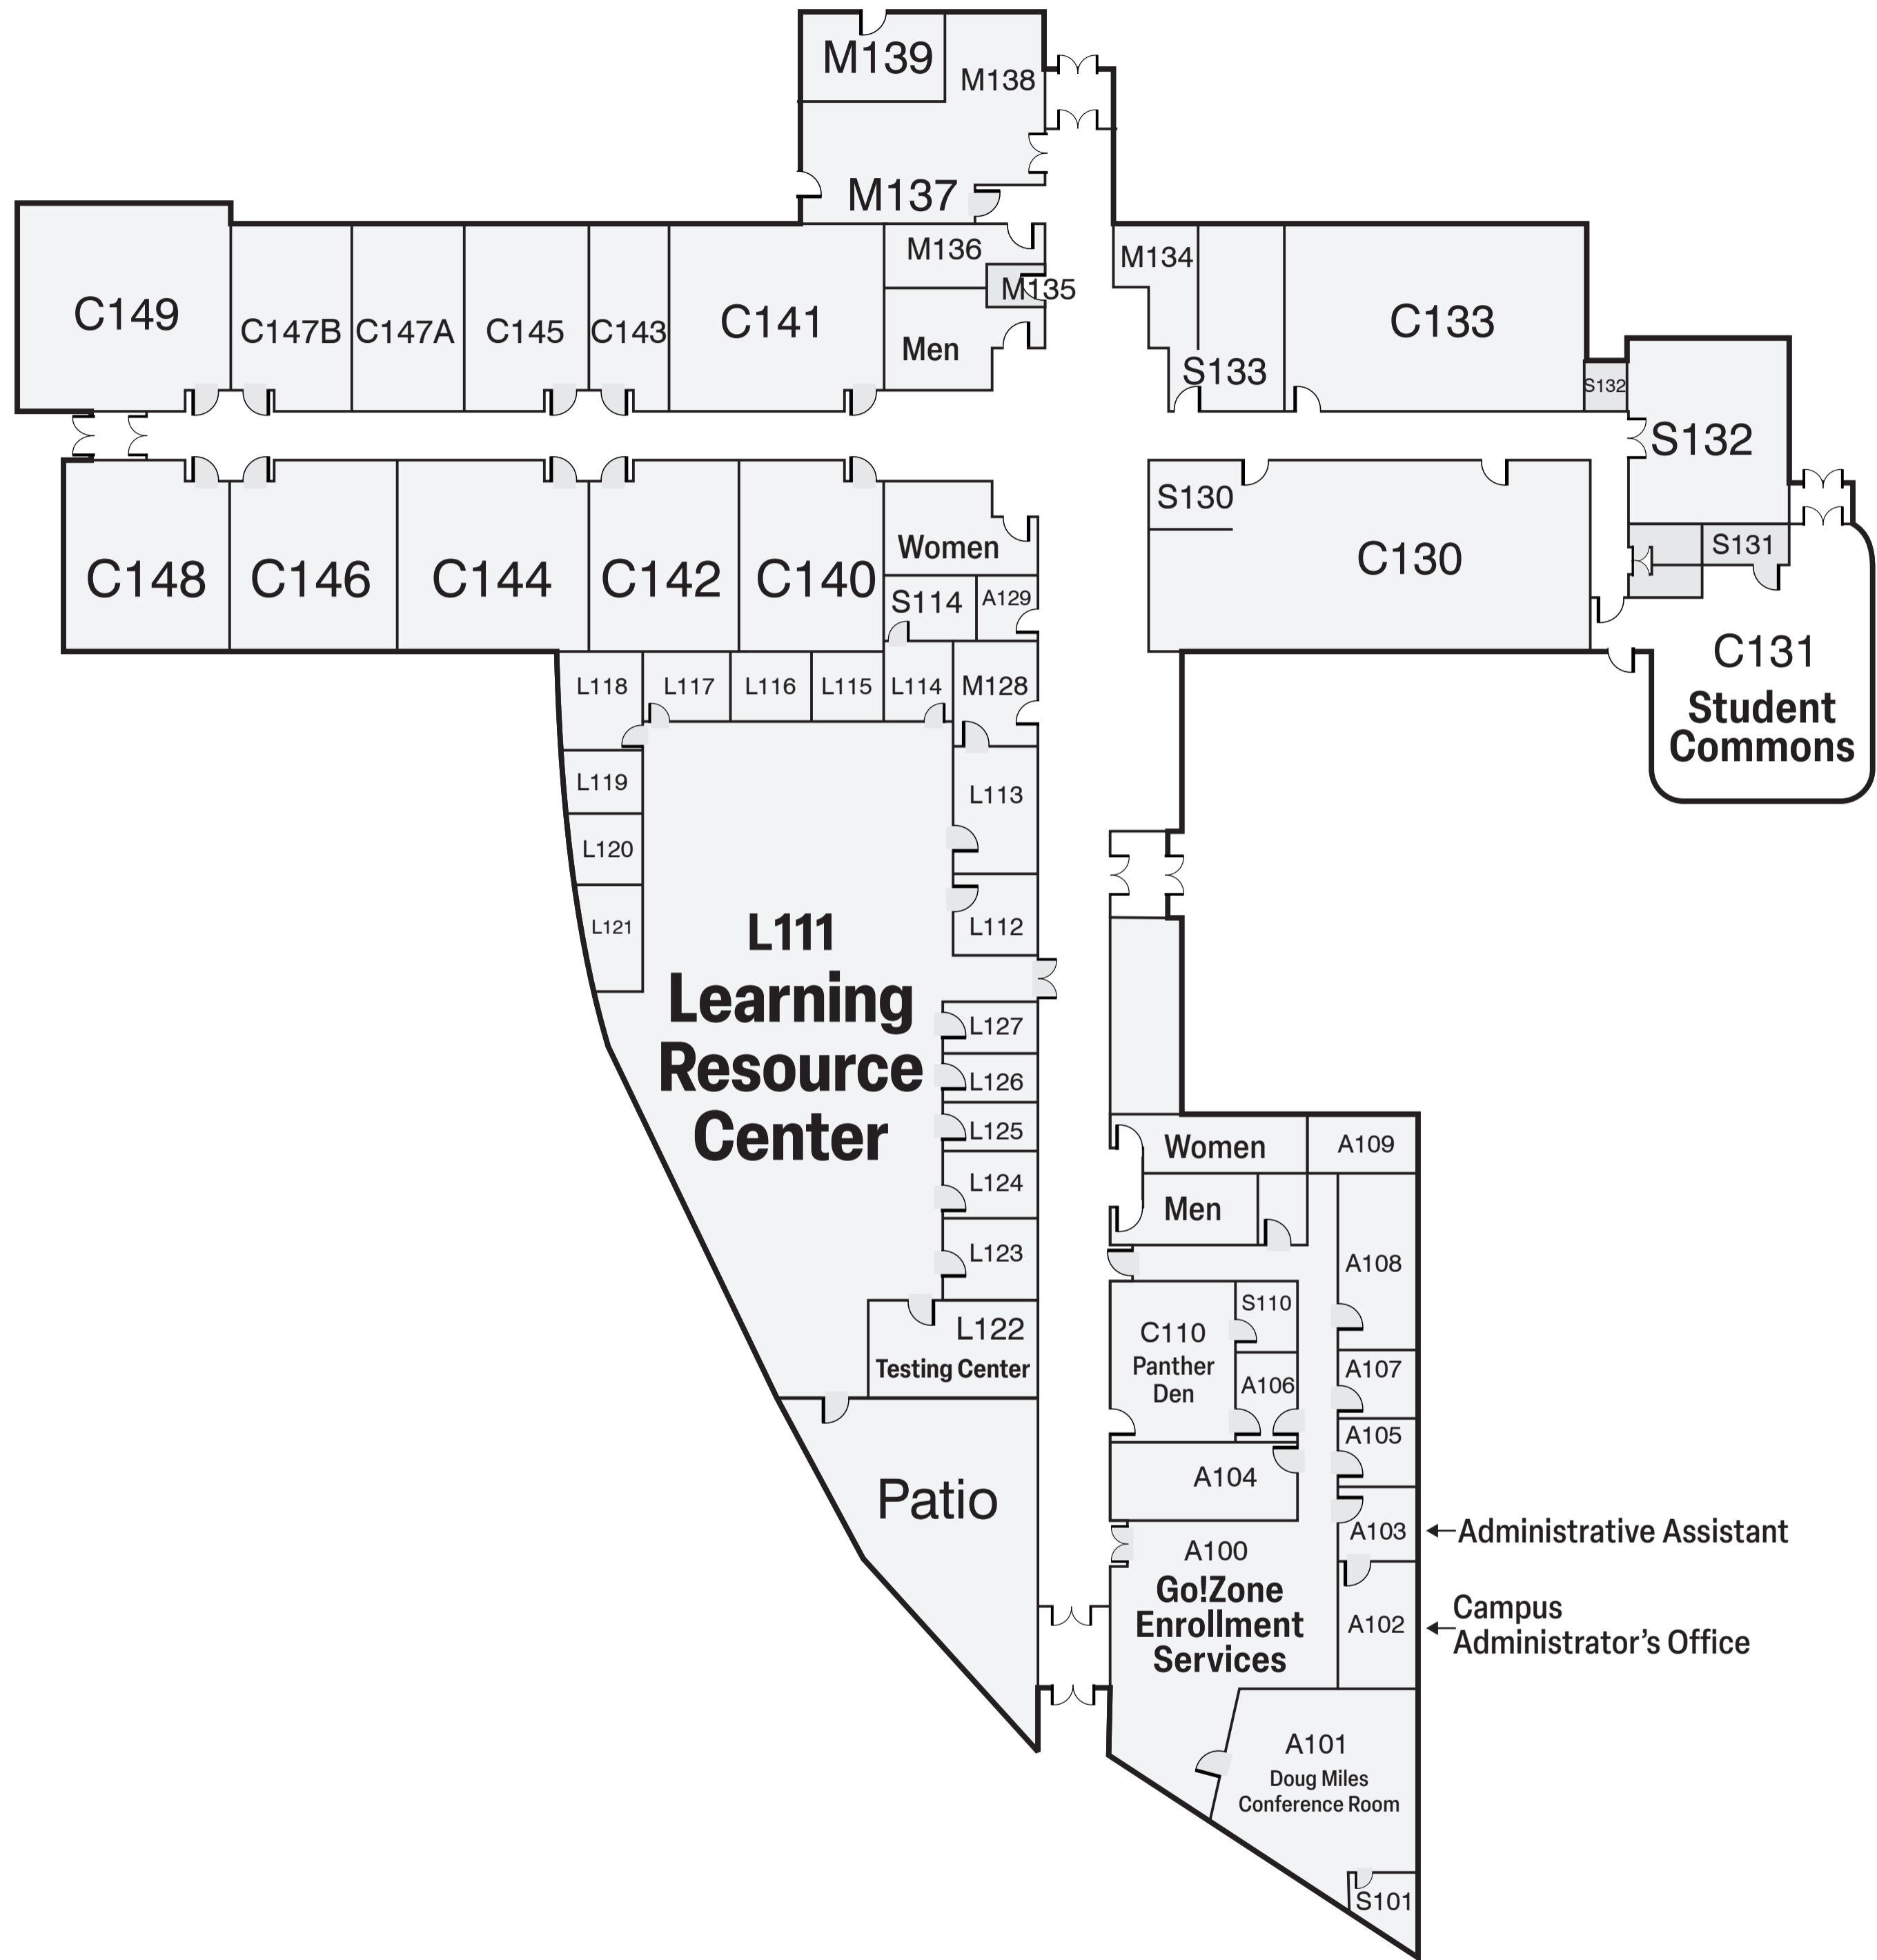 M139
M138
M137
M136
M135
M134
C149
C147B
C147A
C145
C143
C141
Men
S133
C133
S132
S132
C148
C146
C144
C142
C140
Women
S114
A129
S130
C130
S131
C131
Student
Commons
L118
L117
L116
L115
L114
M128
L119
L120
L121
L113
L112
L111
Learning
Resource
Center
L127
L126
L125
L124
L123
L122
Testing Center
Patio
Women
A109
Men
A108
S110
C110
Panther
Den
A106
A107
A105
A104
A103
Administrative Assistant
A100
Go!Zone
Enrollment
Services
A102
Campus
Administrator's Office
A101
Doug Miles
Conference Room
S101